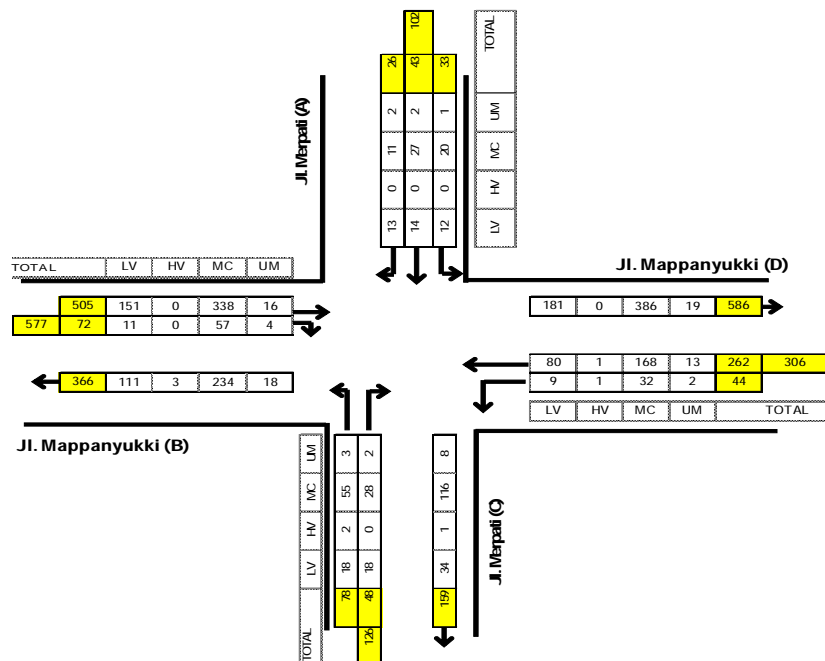 102
26 43 33 TOTAL
2 2 1 UM
11 27 20 MC
0 0 0 HV
13 14 12 LV
Jl. Merpati (A)
TOTAL LV HV MC UM
505 151 0 338 16
577 72 11 0 57 4
366 111 3 234 18
Jl. Mappanyukki (B)
Jl. Mappanyukki (D)
181 0 386 19 586
80 1 168 13 262 306
9 1 32 2 44
LV HV MC UM TOTAL
UM 3 2 8
MC 55 28 116
HV 2 0 1
LV 18 18 34
TOTAL 78 48 159
126
Jl. Merpati (C)